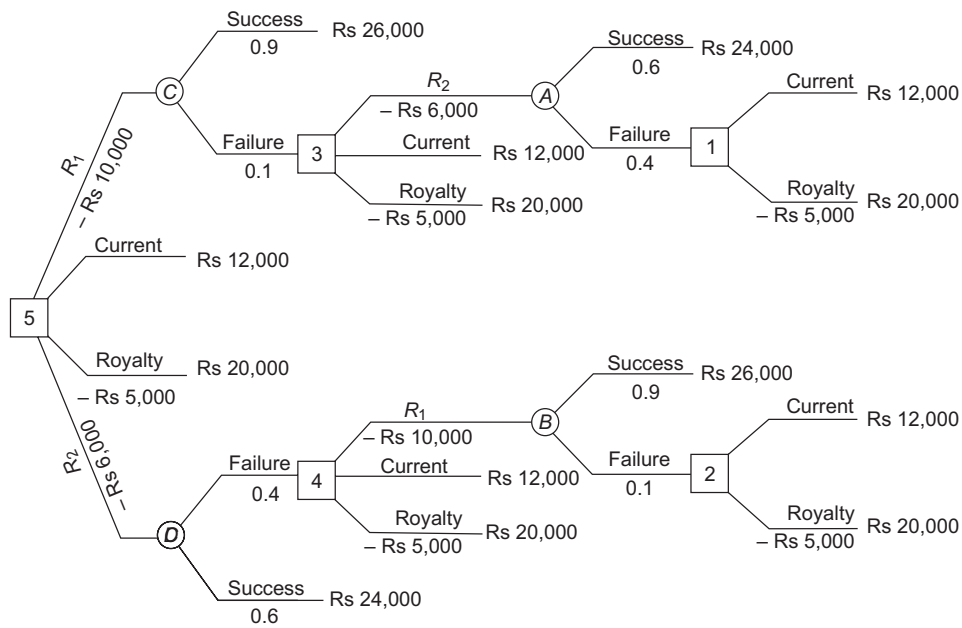 Success
Rs 26,000
0.9
C
R1
– Rs 10,000
Failure
0.1
3
R2
– Rs 6,000
A
Success
Rs 24,000
0.6
Failure
0.4
1
Current
Rs 12,000
Royalty
– Rs 5,000
Rs 20,000
Current
Rs 12,000
Royalty
– Rs 5,000
Rs 20,000
Current
Rs 12,000
5
Royalty
– Rs 5,000
Rs 20,000
R2
– Rs 6,000
D
Failure
0.4
4
R1
– Rs 10,000
B
Success
Rs 26,000
0.9
Failure
0.1
2
Current
Rs 12,000
Royalty
– Rs 5,000
Rs 20,000
Current
Rs 12,000
Royalty
– Rs 5,000
Rs 20,000
Success
Rs 24,000
0.6